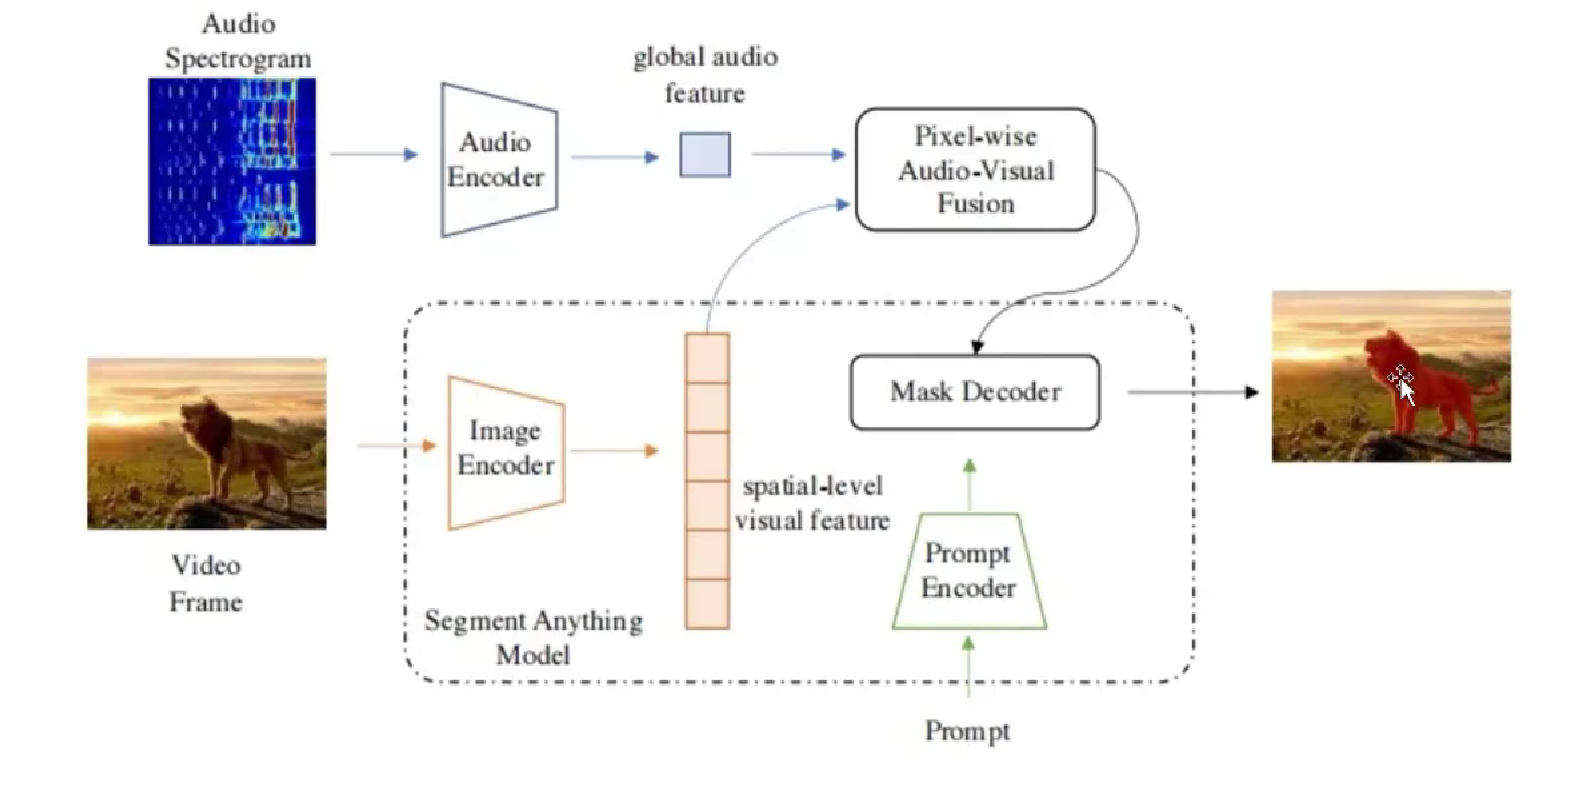 Audio
Spectrogram
Audio
Encoder
global audio
feature
Pixel-wise
Audio-Visual
Fusion
Video
Frame
Image
Encoder
spatial-level
visual feature
Segment Anything
Model
Mask Decoder
Prompt
Encoder
Prompt